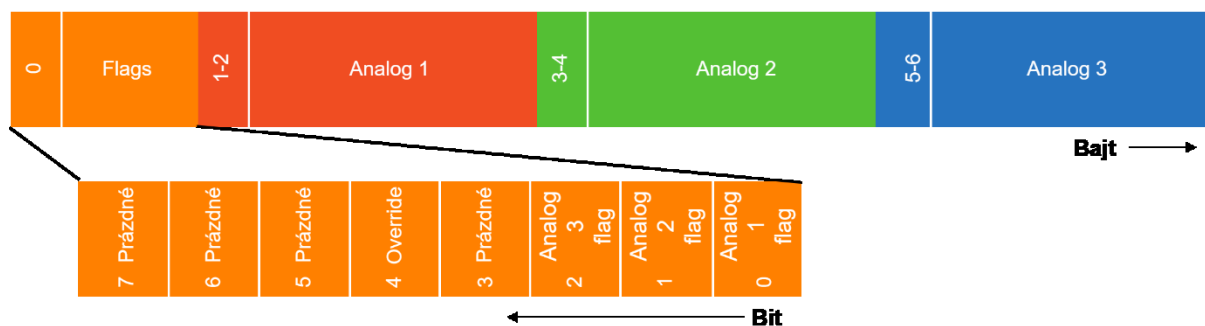 0 Flags 1-2 Analog 1 3-4 Analog 2 5-6 Analog 3
Bajt
7 Prázdné
6 Prázdné
5 Prázdné
4 Override
3 Prázdné
2 Analog 3 flag
1 Analog 2 flag
0 Analog 1 flag
Bit